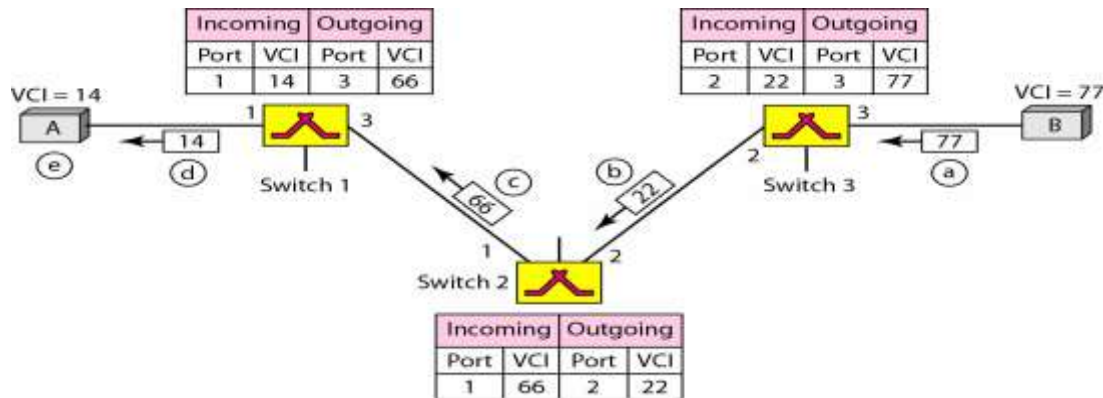 Incoming Outgoing
Port VCI Port VCI
1 14 3 66
Incoming Outgoing
Port VCI Port VCI
2 22 3 77
VCI = 14
VCI = 77
A
1
3
3
B
14
77
2
e
d
Switch 1
c
66
b
22
Switch 3
a
1
2
Switch 2
Incoming Outgoing
Port VCI Port VCI
1 66 2 22